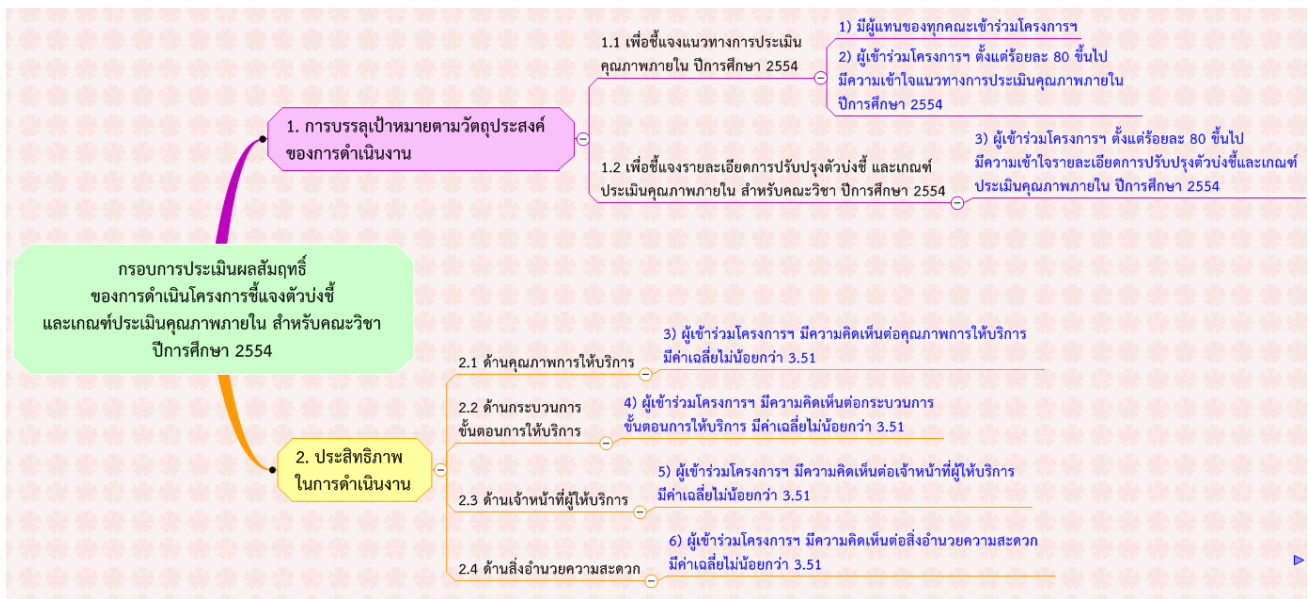 กรอบการประเมินผลสัมฤทธิ์
ของการดำเนินโครงการชี้แจงตัวบ่งชี้
และเกณฑ์ประเมินคุณภาพภายใน สำหรับคณะวิชา
ปีการศึกษา 2554
1. การบรรลุเป้าหมายตามวัตถุประสงค์
ของการดำเนินงาน
1.1 เพื่อชี้แจงแนวทางการประเมิน
คุณภาพภายใน ปีการศึกษา 2554
1) มีผู้แทนของทุกคณะเข้าร่วมโครงการฯ
2) ผู้เข้าร่วมโครงการฯ ตั้งแต่ร้อยละ 80 ขึ้นไป
มีความเข้าใจแนวทางการประเมินคุณภาพภายใน
ปีการศึกษา 2554
1.2 เพื่อชี้แจงรายละเอียดการปรับปรุงตัวบ่งชี้ และเกณฑ์
ประเมินคุณภาพภายใน สำหรับคณะวิชา ปีการศึกษา 2554
3) ผู้เข้าร่วมโครงการฯ ตั้งแต่ร้อยละ 80 ขึ้นไป
มีความเข้าใจรายละเอียดการปรับปรุงตัวบ่งชี้และเกณฑ์
ประเมินคุณภาพภายใน ปีการศึกษา 2554
2. ประสิทธิภาพ
ในการดำเนินงาน
2.1 ด้านคุณภาพการให้บริการ
3) ผู้เข้าร่วมโครงการฯ มีความคิดเห็นต่อคุณภาพการให้บริการ
มีค่าเฉลี่ยไม่น้อยกว่า 3.51
2.2 ด้านกระบวนการ
ขั้นตอนการให้บริการ
4) ผู้เข้าร่วมโครงการฯ มีความคิดเห็นต่อกระบวนการ
ขั้นตอนการให้บริการ มีค่าเฉลี่ยไม่น้อยกว่า 3.51
2.3 ด้านเจ้าหน้าที่ผู้ให้บริการ
5) ผู้เข้าร่วมโครงการฯ มีความคิดเห็นต่อเจ้าหน้าที่ผู้ให้บริการ
มีค่าเฉลี่ยไม่น้อยกว่า 3.51
2.4 ด้านสิ่งอำนวยความสะดวก
6) ผู้เข้าร่วมโครงการฯ มีความคิดเห็นต่อสิ่งอำนวยความสะดวก
มีค่าเฉลี่ยไม่น้อยกว่า 3.51